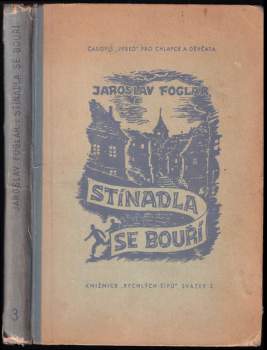 JAROSLAV FOGLAR: STÍNADLA SE BOUŘÍ
3
ČASOPIS „VPŘED" PRO CHLAPCE A DĚVČATA
JAROSLAV FOGLAR
STÍNADLA
SE BOUŘÍ
KNIŽNICE „RYCHLÝCH ŠÍPŮ" SVAZEK 3.